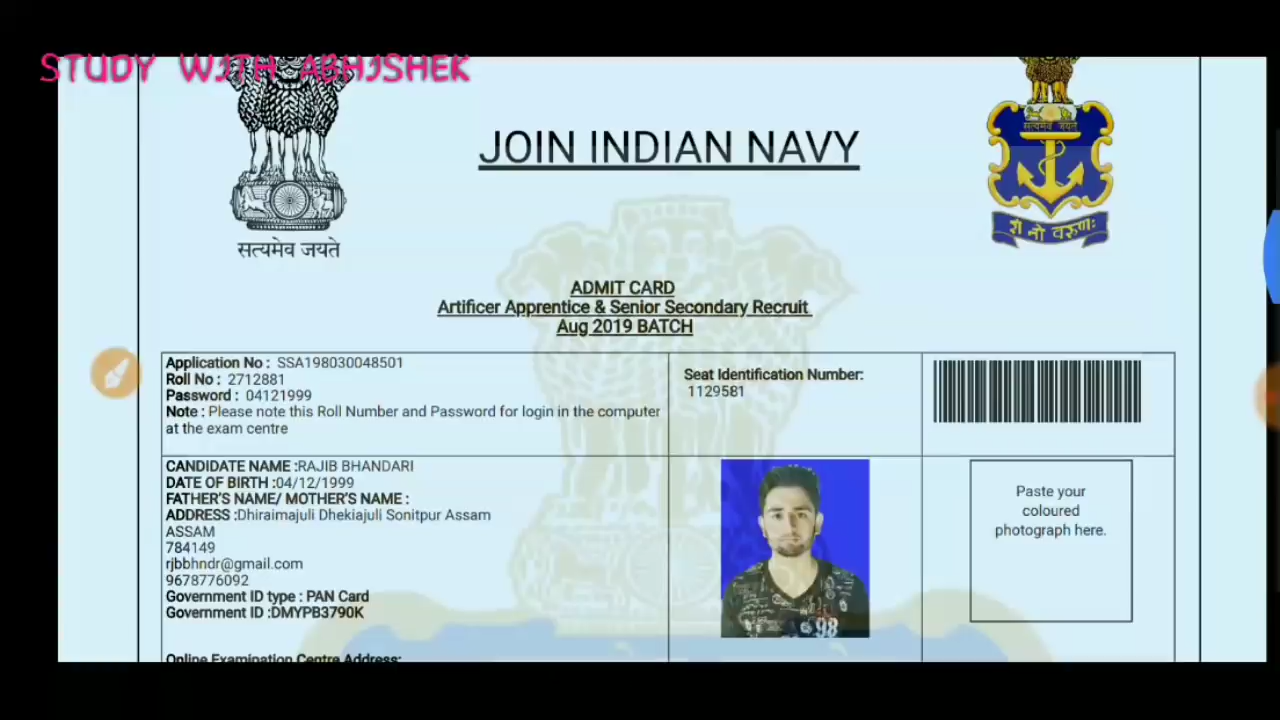 STUDY WITH ABHISHEK
JOIN INDIAN NAVY
सत्यमेव जयते
सत्यमेव जयते
शं नो वरुणः
ADMIT CARD
Artificer Apprentice & Senior Secondary Recruit
Aug 2019 BATCH
Application No : SSA198030048501
Roll No : 2712881
Password : 04121999
Note : Please note this Roll Number and Password for login in the computer
at the exam centre
Seat Identification Number:
1129581
CANDIDATE NAME :RAJIB BHANDARI
DATE OF BIRTH :04/12/1999
FATHER'S NAME/ MOTHER'S NAME :
ADDRESS :Dhiraimajuli Dhekiajuli Sonitpur Assam
ASSAM
784149
rjbbhndr@gmail.com
9678776092
Government ID type : PAN Card
Government ID :DMYPB3790K
98
Paste your
coloured
photograph here.
Online Examination Centre Address: